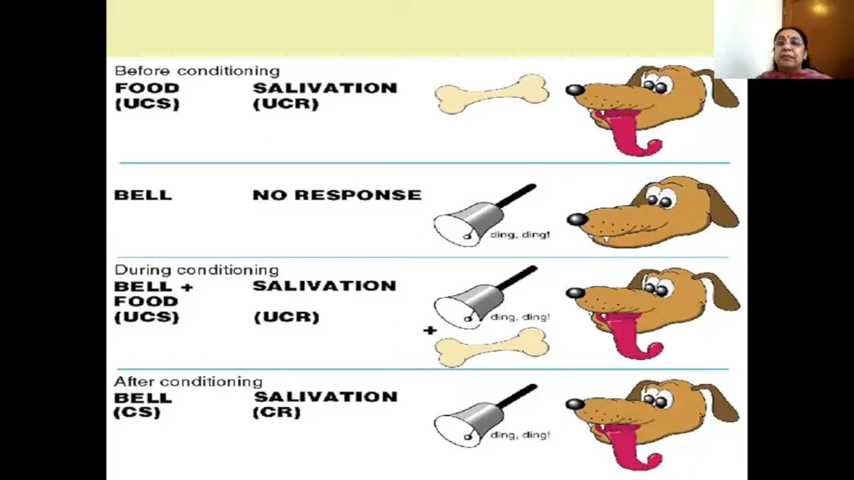 Before conditioning
FOOD SALIVATION
(UCS) (UCR)
BELL NO RESPONSE
ding, ding!
During conditioning
BELL + SALIVATION
FOOD
(UCS) (UCR)
ding, ding!
+
After conditioning
BELL SALIVATION
(CS) (CR)
ding, ding!